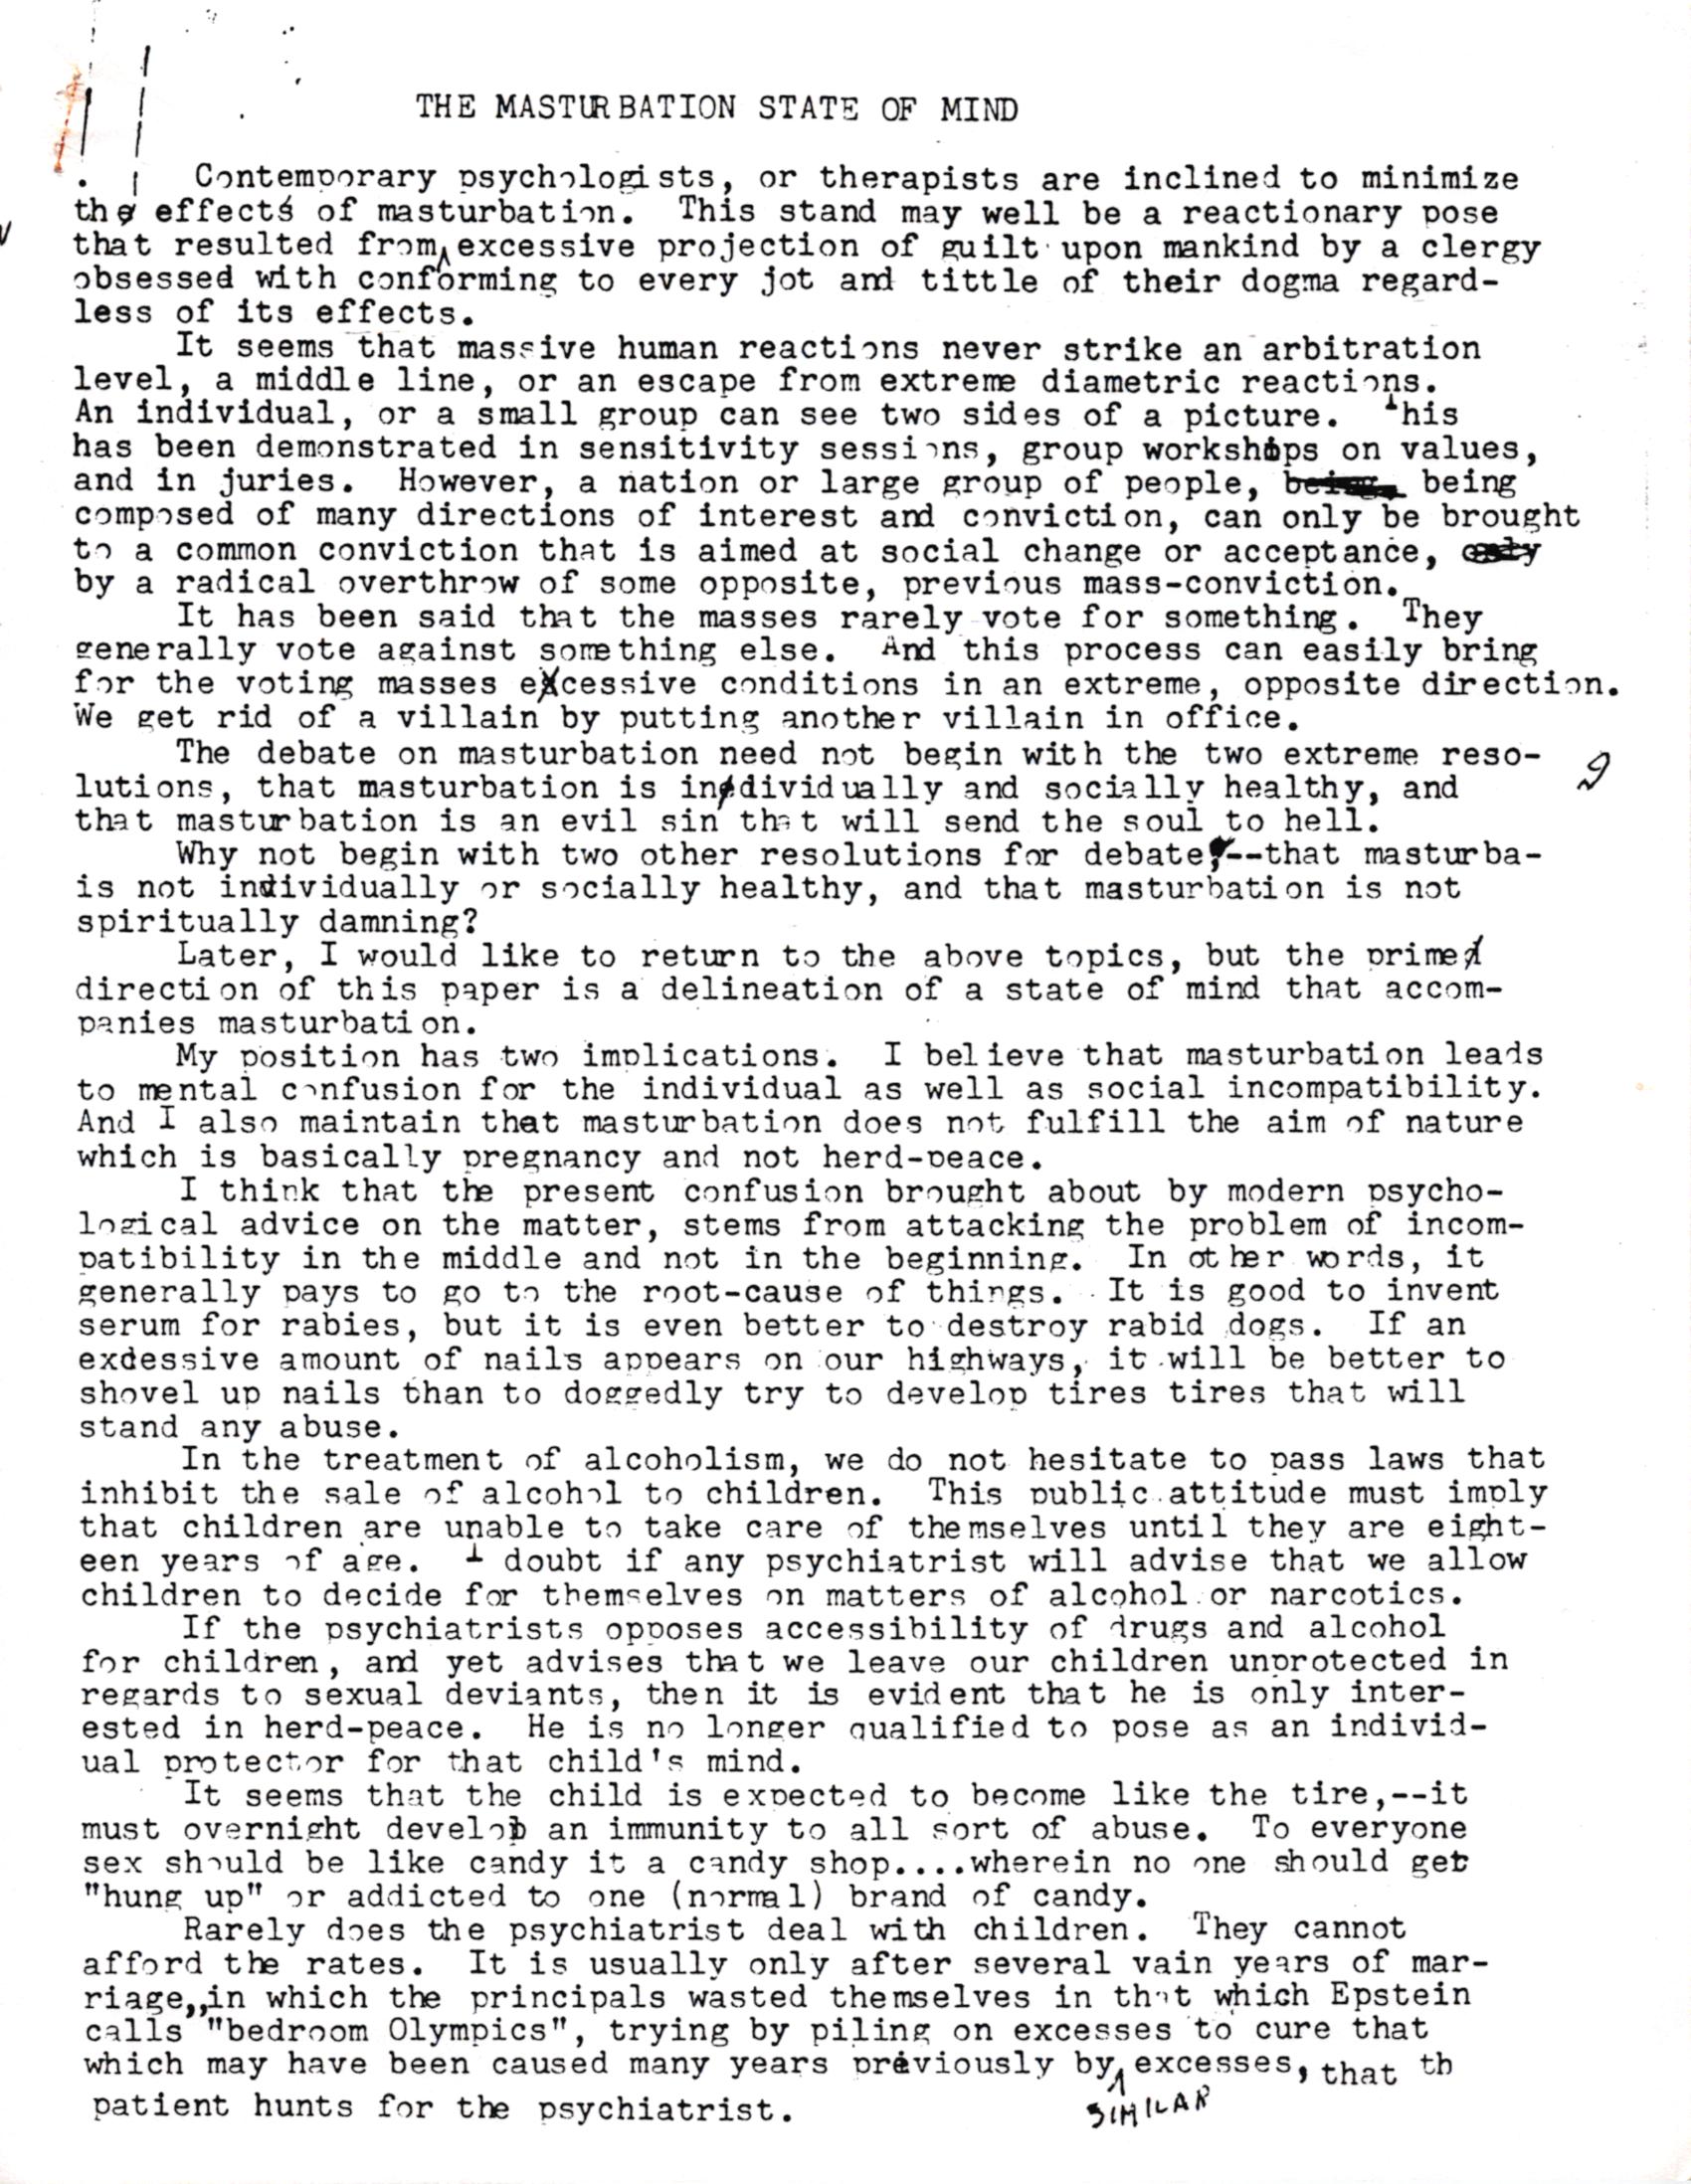 THE MASTURBATION STATE OF MIND
Contemporary psychologists, or therapists are inclined to minimize
the effects of masturbation. This stand may well be a reactionary pose
that resulted from excessive projection of guilt upon mankind by a clergy
obsessed with conforming to every jot and tittle of their dogma regard-
less of its effects.
It seems that massive human reactions never strike an arbitration
level, a middle line, or an escape from extreme diametric reactions.
An individual, or a small group can see two sides of a picture. This
has been demonstrated in sensitivity sessions, group workshops on values,
and in juries. However, a nation or large group of people, being
composed of many directions of interest and conviction, can only be brought
to a common conviction that is aimed at social change or acceptance,
by a radical overthrow of some opposite, previous mass-conviction.
It has been said that the masses rarely vote for something. They
generally vote against something else. And this process can easily bring
for the voting masses excessive conditions in an extreme, opposite direction.
We get rid of a villain by putting another villain in office.
The debate on masturbation need not begin with the two extreme reso-
lutions, that masturbation is individually and socially healthy, and
that masturbation is an evil sin that will send the soul to hell.
Why not begin with two other resolutions for debate,--that masturba-
is not individually or socially healthy, and that masturbation is not
spiritually damning?
Later, I would like to return to the above topics, but the prime
direction of this paper is a delineation of a state of mind that accom-
panies masturbation.
My position has two implications. I believe that masturbation leads
to mental confusion for the individual as well as social incompatibility.
And I also maintain that masturbation does not fulfill the aim of nature
which is basically pregnancy and not herd-peace.
I think that the present confusion brought about by modern psycho-
logical advice on the matter, stems from attacking the problem of incom-
patibility in the middle and not in the beginning. In other words, it
generally pays to go to the root-cause of things. It is good to invent
serum for rabies, but it is even better to destroy rabid dogs. If an
exdessive amount of nails appears on our highways, it will be better to
shovel up nails than to doggedly try to develop tires tires that will
stand any abuse.
In the treatment of alcoholism, we do not hesitate to pass laws that
inhibit the sale of alcohol to children. This public attitude must imply
that children are unable to take care of themselves until they are eight-
een years of age. I doubt if any psychiatrist will advise that we allow
children to decide for themselves on matters of alcohol or narcotics.
If the psychiatrists opposes accessibility of drugs and alcohol
for children, and yet advises that we leave our children unprotected in
regards to sexual deviants, then it is evident that he is only inter-
ested in herd-peace. He is no longer qualified to pose as an individ-
ual protector for that child's mind.
It seems that the child is expected to become like the tire,--it
must overnight develop an immunity to all sort of abuse. To everyone
sex should be like candy it a candy shop....wherein no one should get
"hung up" or addicted to one (normal) brand of candy.
Rarely does the psychiatrist deal with children. They cannot
afford the rates. It is usually only after several vain years of mar-
riage,,in which the principals wasted themselves in that which Epstein
calls "bedroom Olympics", trying by piling on excesses to cure that
which may have been caused many years previously by excesses, that th
SIMILAR
patient hunts for the psychiatrist.